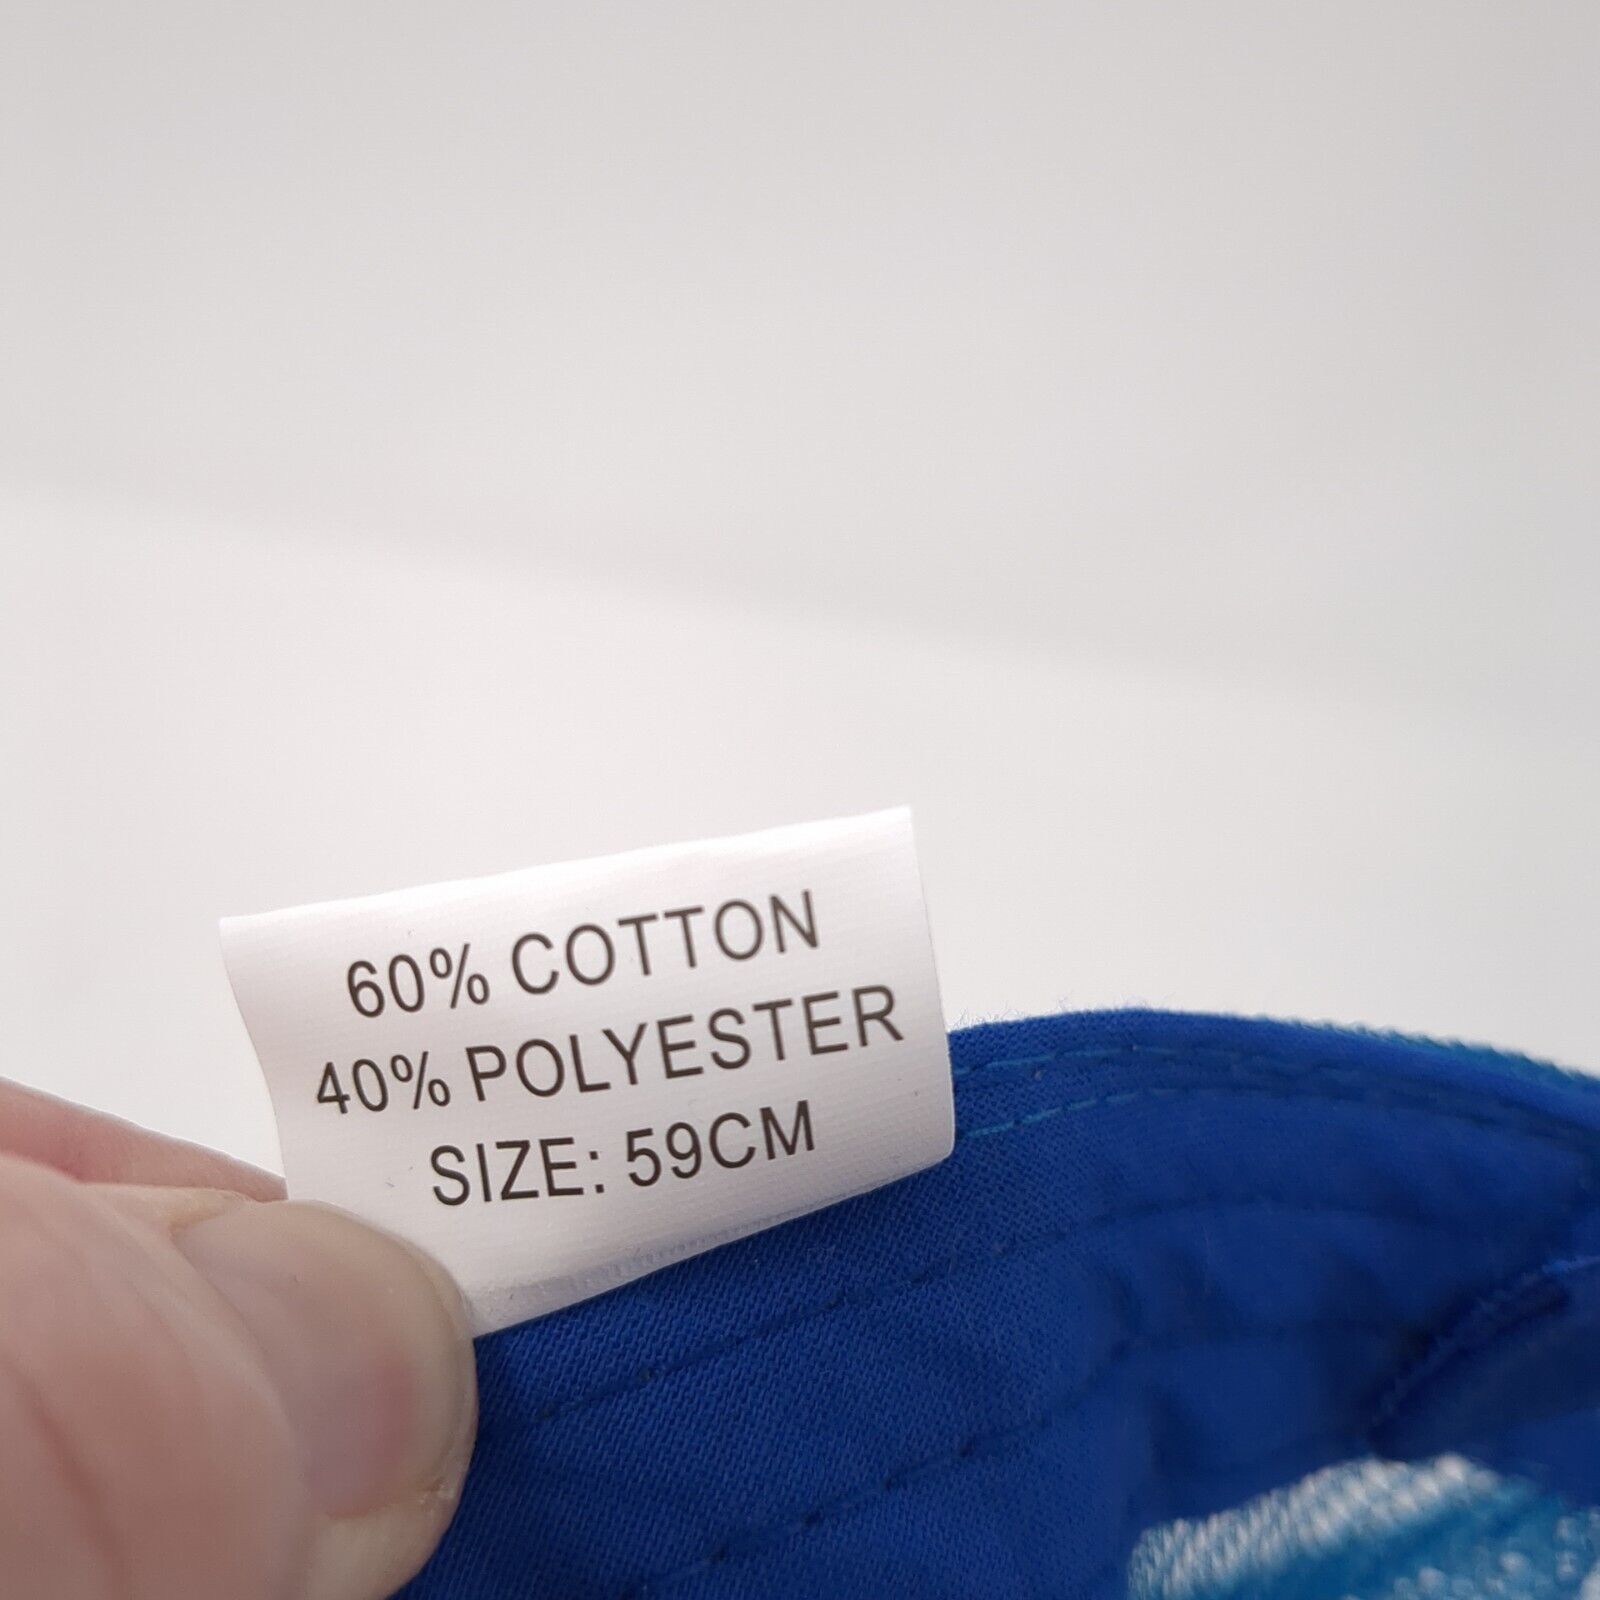 60% COTTON
40% POLYESTER
SIZE: 59CM